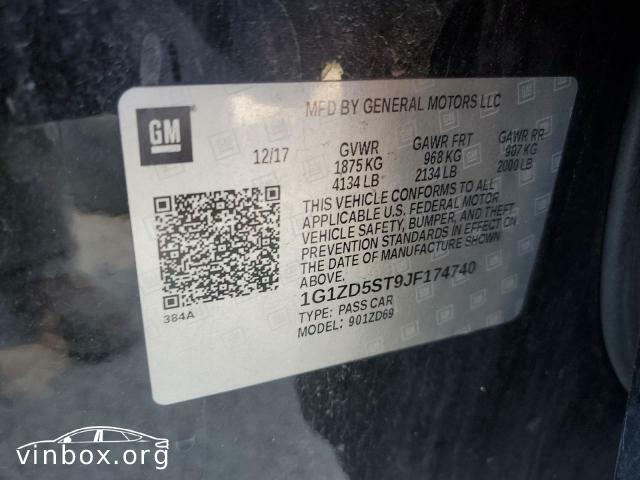 MFD BY GENERAL MOTORS LLC
GM
12/17
GVWR
1875 KG
4134 LB
GAWR FRT
968 KG
2134 LB
GAWR RR
907 KG
2000 LB
THIS VEHICLE CONFORMS TO ALL
APPLICABLE U.S. FEDERAL MOTOR
VEHICLE SAFETY, BUMPER, AND THEFT
PREVENTION STANDARDS IN EFFECT ON
THE DATE OF MANUFACTURE SHOWN
ABOVE.
1G1ZD5ST9JF174740
TYPE: PASS CAR
MODEL: 901ZD69
384A
vinbox.org